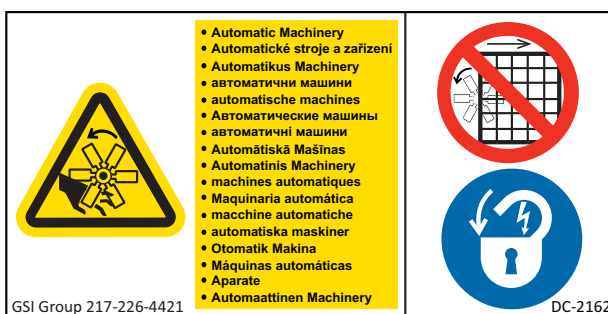 • Automatic Machinery
• Automatické stroje a zařízení
• Automatikus Machinery
• автоматични машини
• automatische machines
• Автоматические машины
• автоматичні машини
• Automātiskā Mašīnas
• Automatinis Machinery
• machines automatiques
• Maquinaria automática
• macchine automatiche
• automatiska maskiner
• Otomatik Makina
• Máquinas automáticas
• Aparate
• Automaattinen Machinery
GSI Group 217-226-4421
DC-2162